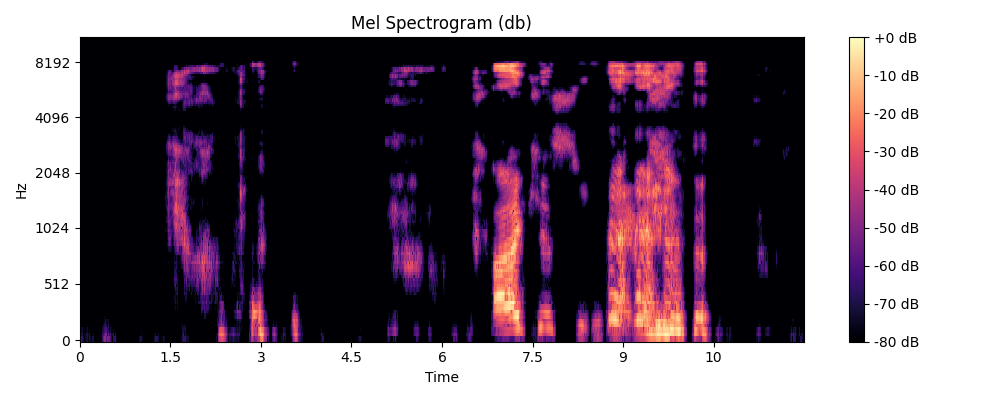 Mel Spectrogram (db)
8192
4096
2048
1024
512
0
Hz
0 1.5 3 4.5 6 7.5 9 10
Time
+0 dB
-10 dB
-20 dB
-30 dB
-40 dB
-50 dB
-60 dB
-70 dB
-80 dB